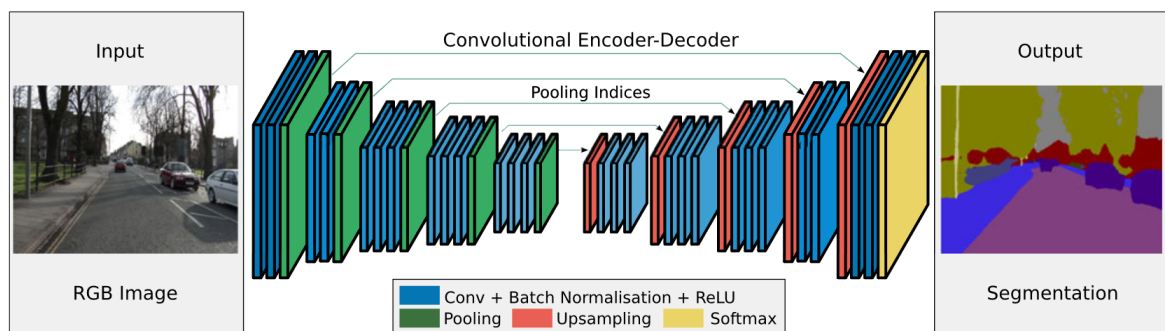 Input
RGB Image
Convolutional Encoder-Decoder
Pooling Indices
Output
Segmentation
Conv + Batch Normalisation + ReLU
Pooling Upsampling Softmax